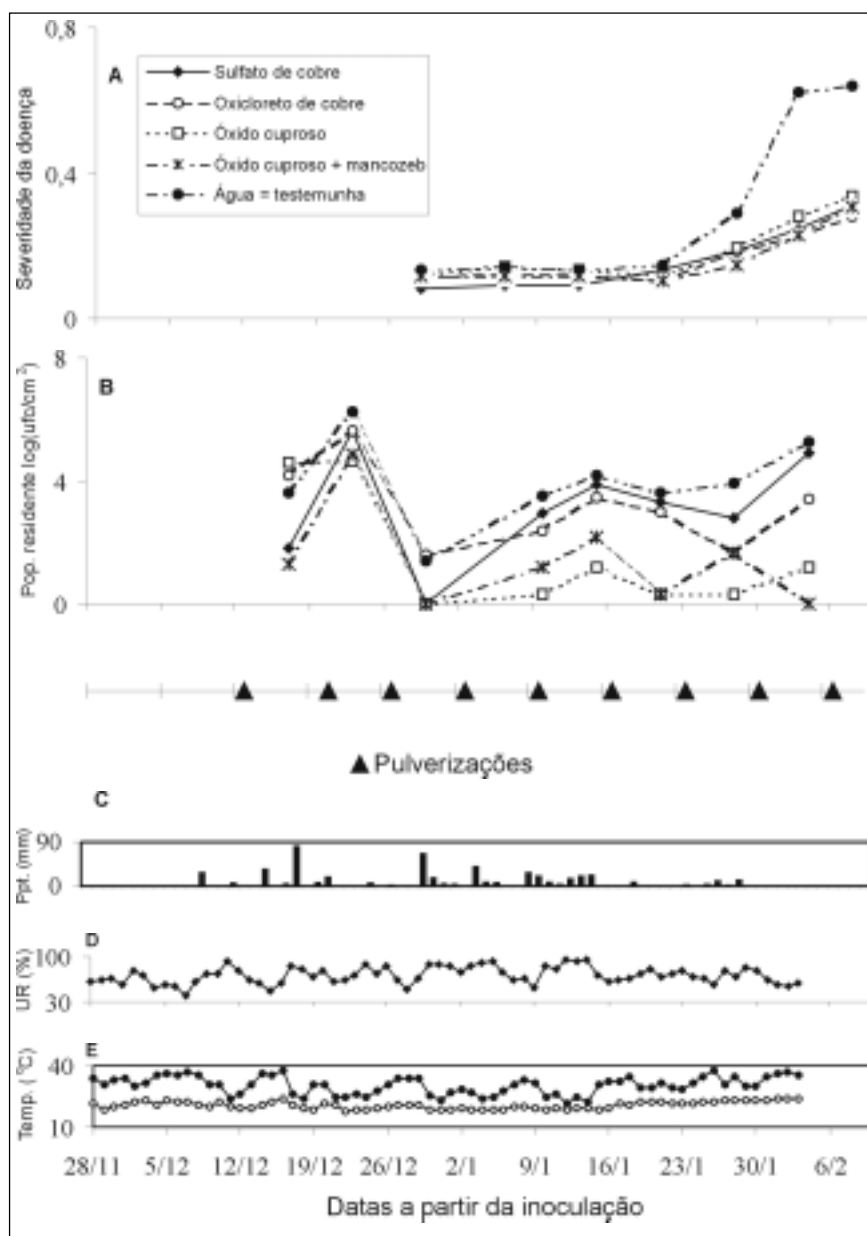 0,8
A
Sulfato de cobre
Oxicloreto de cobre
Óxido cuproso
Óxido cuproso + mancozeb
Água = testemunha
0,4
0
Severidade da doença
8
B
4
0
Pop. residente log(ufo/cm²)
▲ Pulverizações
C
90
0
Ppt. (mm)
D
100
30
UR (%)
E
40
10
Temp. (°C)
28/11 5/12 12/12 19/12 26/12 2/1 9/1 16/1 23/1 30/1 6/2
Datas a partir da inoculação